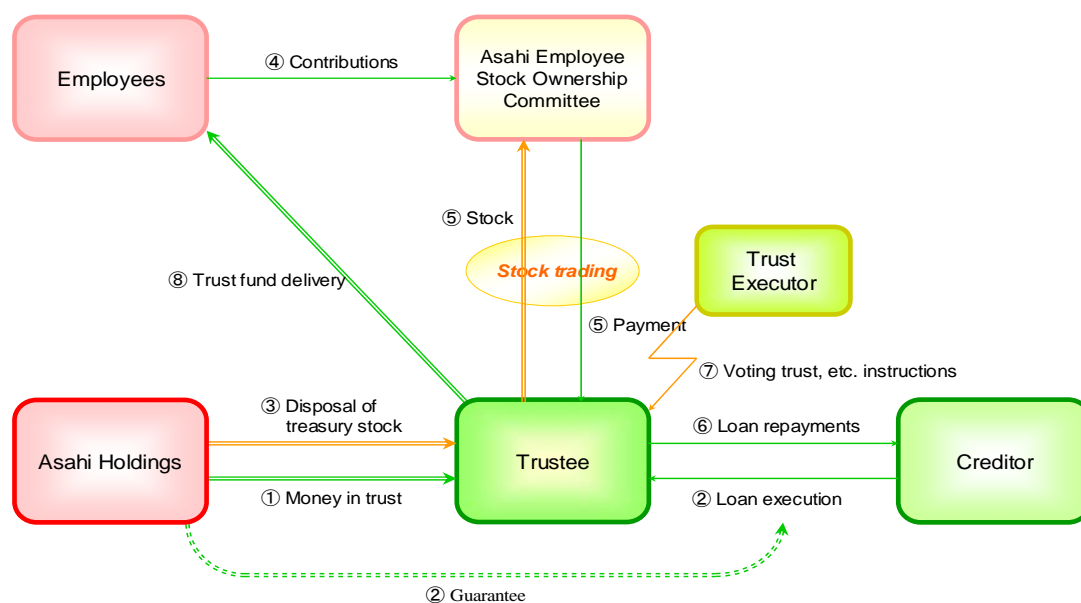 Employees
④ Contributions
Asahi Employee
Stock Ownership
Committee
⑤ Stock
Stock trading
Trust
Executor
⑧ Trust fund delivery
⑤ Payment
⑦ Voting trust, etc. instructions
Asahi Holdings
③ Disposal of
treasury stock
① Money in trust
Trustee
⑥ Loan repayments
② Loan execution
Creditor
② Guarantee